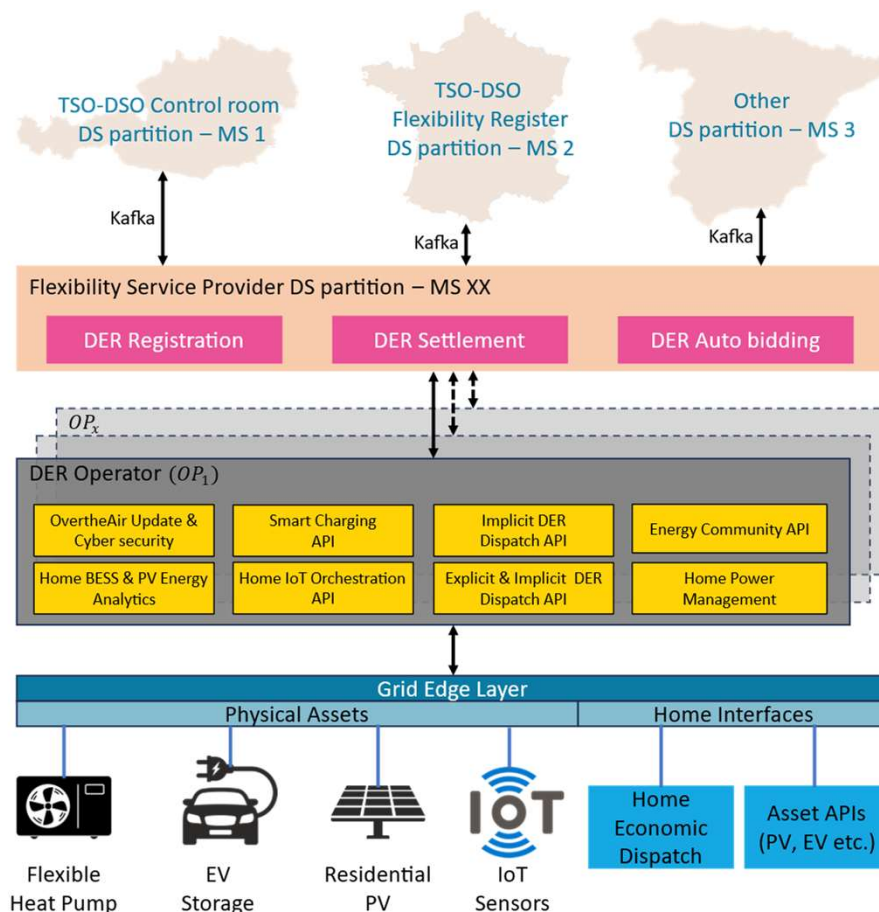 TSO-DSO Control room
DS partition – MS 1
TSO-DSO
Flexibility Register
DS partition – MS 2
Other
DS partition – MS 3
Kafka
Kafka
Kafka
Flexibility Service Provider DS partition – MS XX
DER Registration
DER Settlement
DER Auto bidding
OPx
DER Operator (OP1)
OvertheAir Update &
Cyber security
Smart Charging
API
Implicit DER
Dispatch API
Energy Community API
Home BESS & PV Energy
Analytics
Home IoT Orchestration
API
Explicit & Implicit DER
Dispatch API
Home Power
Management
Grid Edge Layer
Physical Assets
Home Interfaces
IOT
Flexible
Heat Pump
EV
Storage
Residential
PV
IoT
Sensors
Home
Economic
Dispatch
Asset APIs
(PV, EV etc.)